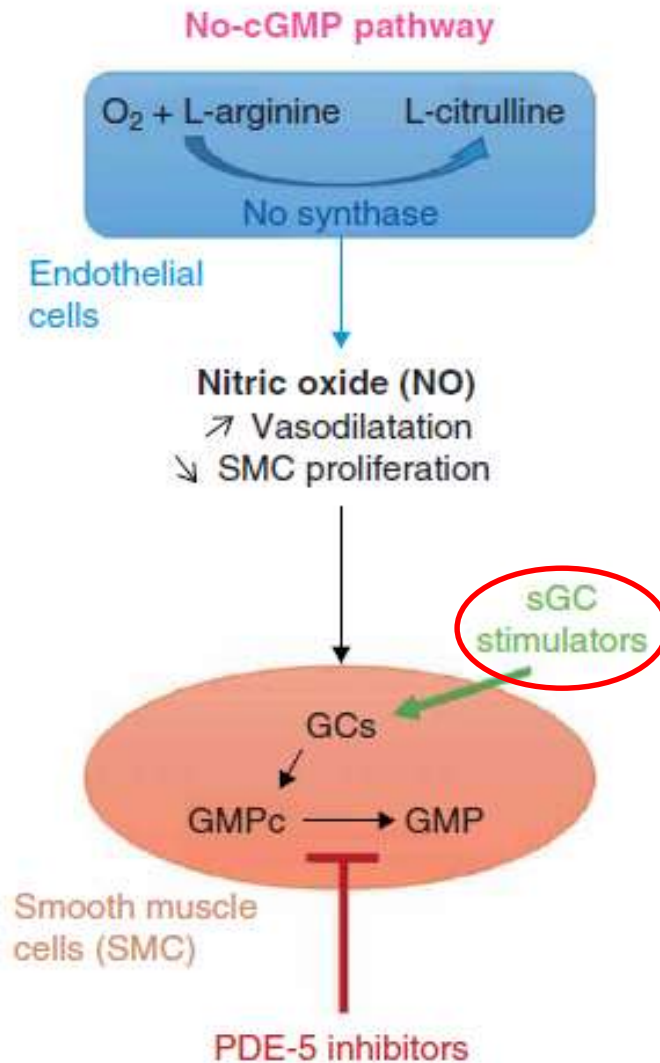 No-cGMP pathway
O₂ + L-arginine L-citrulline
No synthase
Endothelial
cells
Nitric oxide (NO)
↗ Vasodilatation
↘ SMC proliferation
sGC
stimulators
GCs
GMPc → GMP
Smooth muscle
cells (SMC)
PDE-5 inhibitors